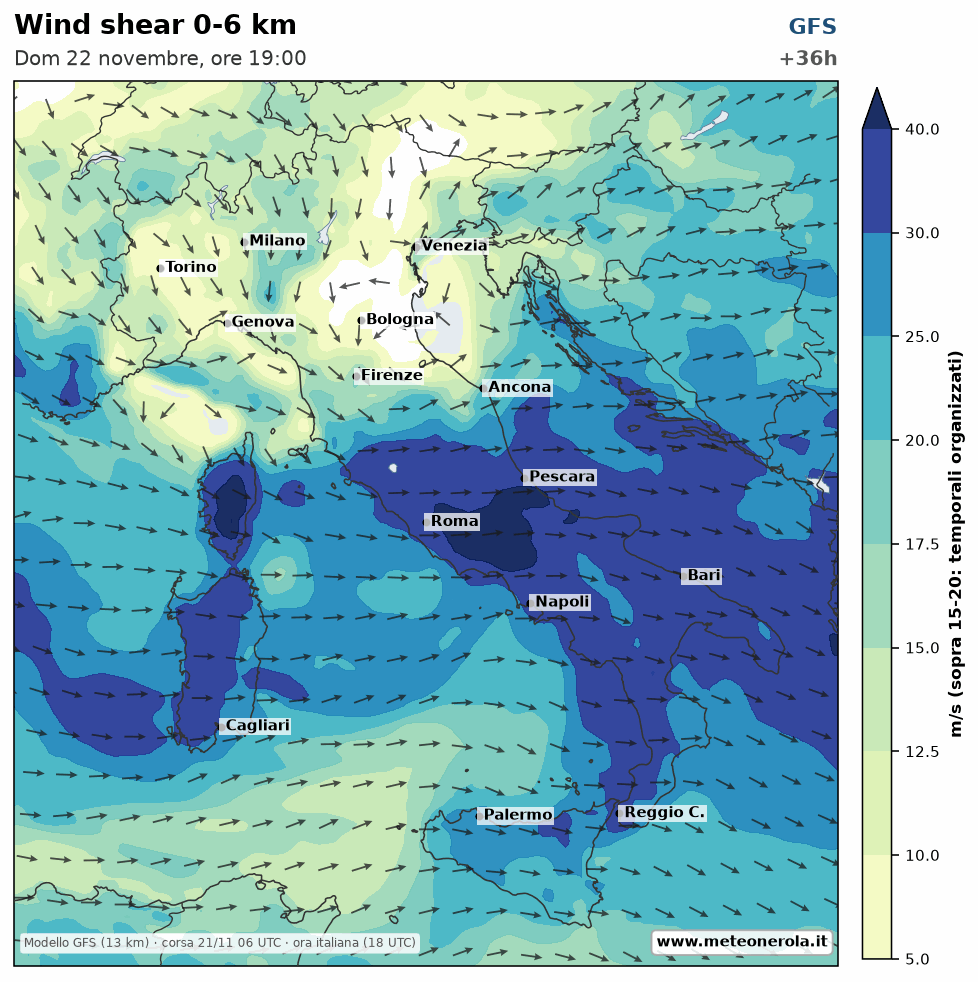 Wind shear 0-6 km
GFS
Dom 22 novembre, ore 19:00
+36h
Milano
Venezia
Torino
Genova
Bologna
Firenze
Ancona
Pescara
Roma
Bari
Napoli
Cagliari
Palermo
Reggio C.
40.0
30.0
25.0
20.0
17.5
15.0
12.5
10.0
5.0
m/s (sopra 15-20: temporali organizzati)
Modello GFS (13 km) · corsa 21/11 06 UTC · ora italiana (18 UTC)
www.meteonerola.it